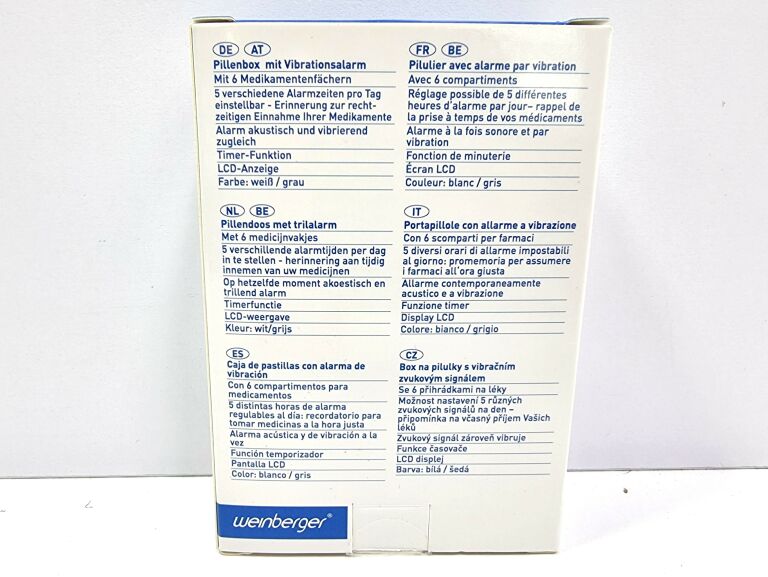 DE AT
Pillenbox mit Vibrationsalarm
Mit 6 Medikamentenfächern
5 verschiedene Alarmzeiten pro Tag
einstellbar - Erinnerung zur recht-
zeitigen Einnahme Ihrer Medikamente
Alarm akustisch und vibrierend
zugleich
Timer-Funktion
LCD-Anzeige
Farbe: weiß / grau
FR BE
Pilulier avec alarme par vibration
Avec 6 compartiments
Réglage possible de 5 différentes
heures d'alarme par jour– rappel de
la prise à temps de vos médicaments
Alarme à la fois sonore et par
vibration
Fonction de minuterie
Écran LCD
Couleur: blanc / gris
NL BE
Pillendoos met trilalarm
Met 6 medicijnvakjes
5 verschillende alarmtijden per dag
in te stellen - herinnering aan tijdig
innemen van uw medicijnen
Op hetzelfde moment akoestisch en
trillend alarm
Timerfunctie
LCD-weergave
Kleur: wit/grijs
IT
Portapillole con allarme a vibrazione
Con 6 scomparti per farmaci
5 diversi orari di allarme impostabili
al giorno: promemoria per assumere
i farmaci all'ora giusta
Allarme contemporaneamente
acustico e a vibrazione
Funzione timer
Display LCD
Colore: bianco / grigio
ES
Caja de pastillas con alarma de
vibración
Con 6 compartimentos para
medicamentos
5 distintas horas de alarma
regulables al día: recordatorio para
tomar medicinas a la hora justa
Alarma acústica y de vibración a la
vez
Función temporizador
Pantalla LCD
Color: blanco / gris
CZ
Box na pilulky s vibračním
zvukovým signálem
Se 6 přihrádkami na léky
Možnost nastavení 5 různých
zvukových signálů na den –
připomínka na včasný příjem Vašich
léků
Zvukový signál zároveň vibruje
Funkce časovače
LCD displej
Barva: bílá / šedá
weinberger®